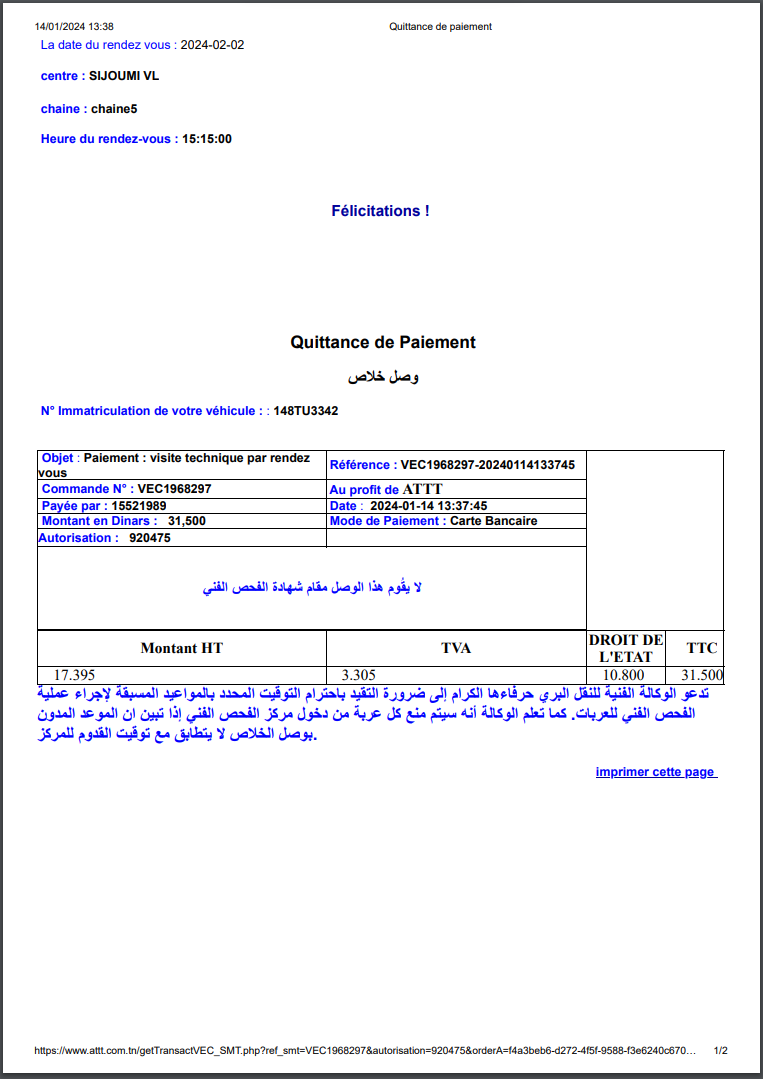 14/01/2024 13:38 Quittance de paiement
La date du rendez vous : 2024-02-02
centre : SIJOUMI VL
chaine : chaine5
Heure du rendez-vous : 15:15:00
Félicitations !
Quittance de Paiement
وصل خلاص
N° Immatriculation de votre véhicule : : 148TU3342
Objet : Paiement : visite technique par rendez
vous
Référence : VEC1968297-20240114133745
Commande N° : VEC1968297 Au profit de ATTT
Payée par : 15521989 Date : 2024-01-14 13:37:45
Montant en Dinars : 31,500 Mode de Paiement : Carte Bancaire
Autorisation : 920475
لا يقُوم هذا الوصل مقام شهادة الفحص الفني
Montant HT TVA DROIT DE L'ETAT TTC
17.395 3.305 10.800 31.500
تدعو الوكالة الفنية للنقل البري حرفاءها الكرام إلى ضرورة التقيد باحترام التوقيت المحدد بالمواعيد المسبقة لإجراء عملية
الفحص الفني للعربات. كما تعلم الوكالة أنه سيتم منع كل عربة من دخول مركز الفحص الفني إذا تبين ان الموعد المدون
بوصل الخلاص لا يتطابق مع توقيت القدوم للمركز.
imprimer cette page
https://www.attt.com.tn/getTransactVEC_SMT.php?ref_smt=VEC1968297&autorisation=920475&orderA=f4a3beb6-d272-4f5f-9588-f3e6240c670… 1/2